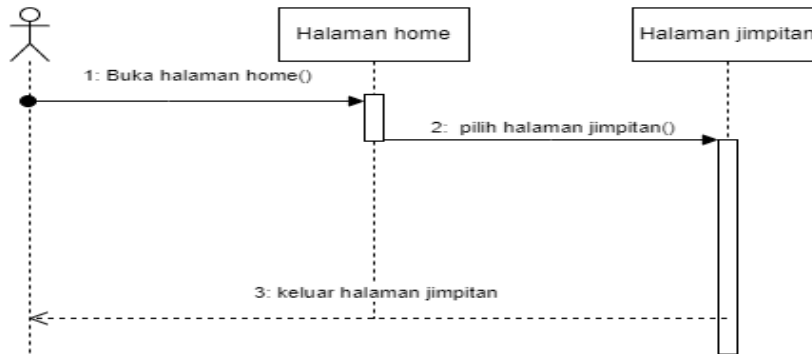 Halaman home
Halaman jimpitan
1: Buka halaman home()
2: pilih halaman jimpitan()
3: keluar halaman jimpitan